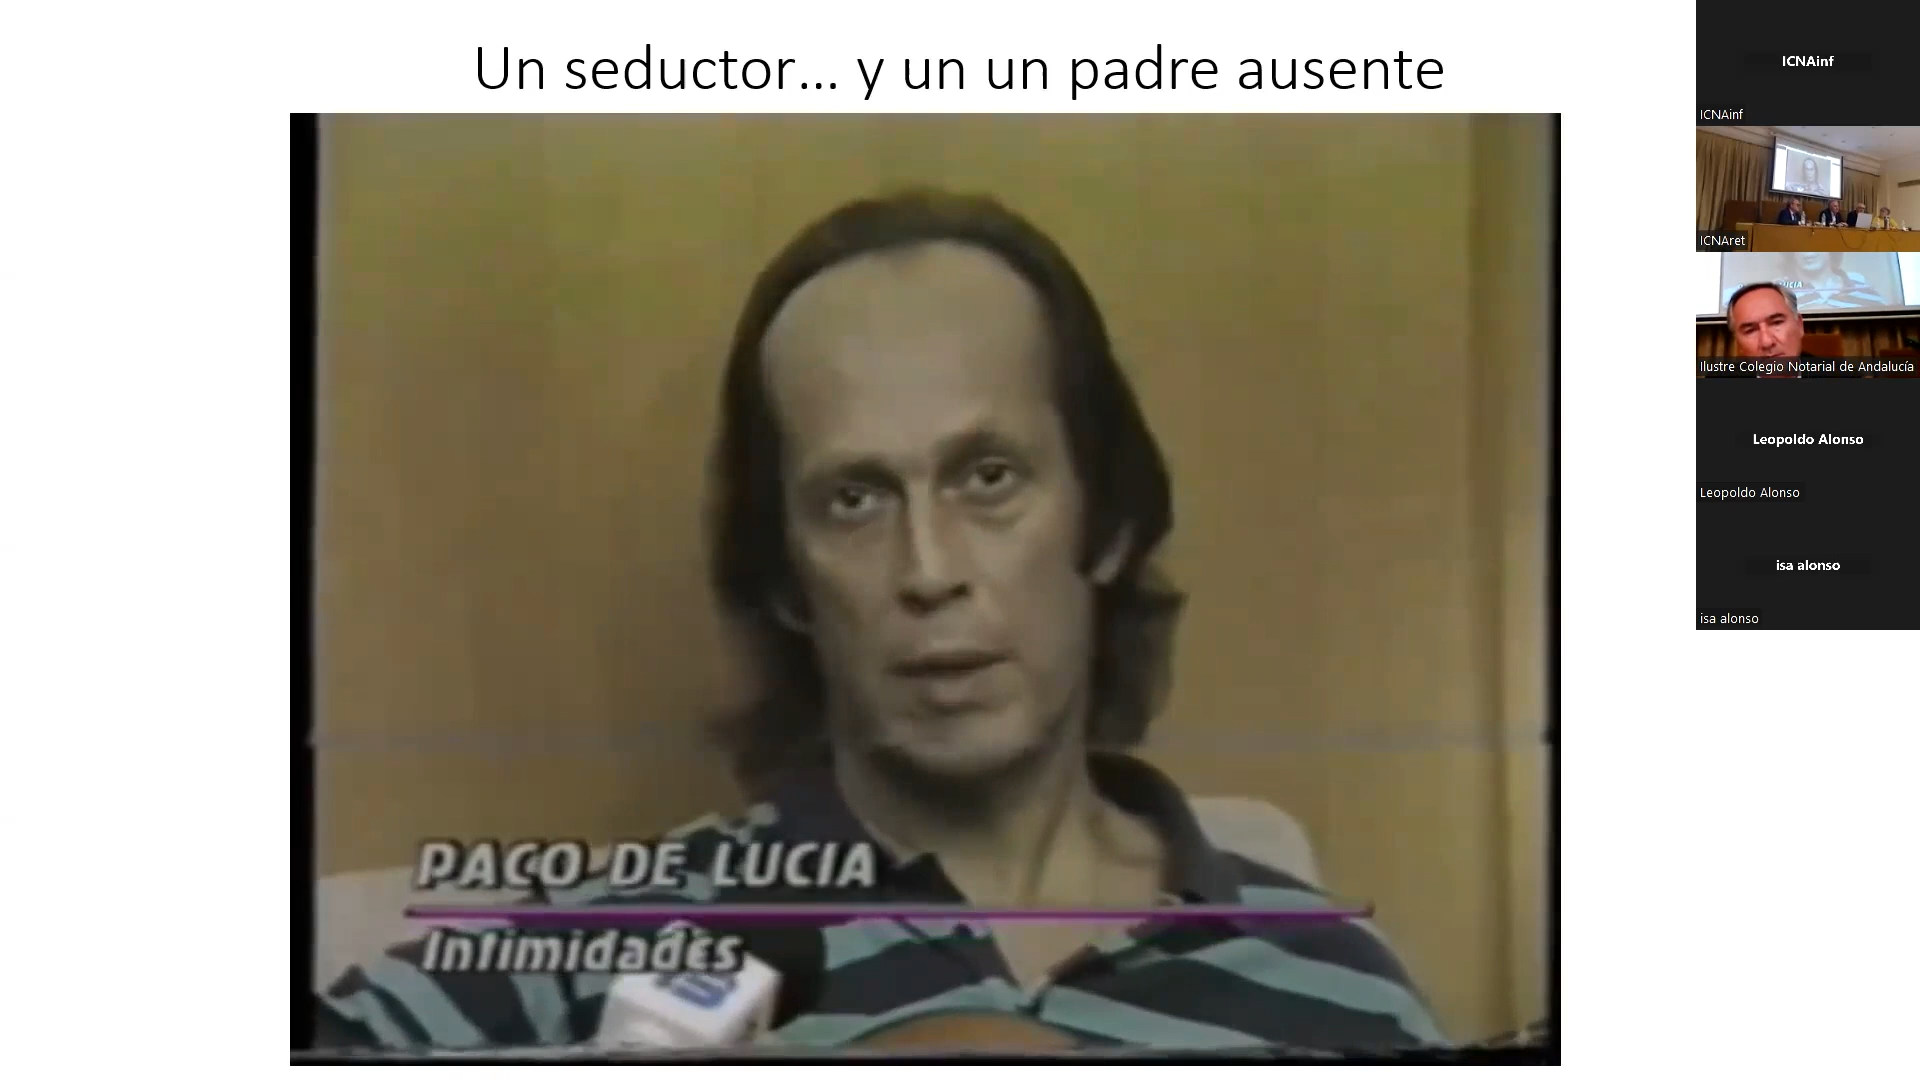 Un seductor... y un un padre ausente
PACO DE LUCIA
Intimidades
ICNAinf
ICNAinf
ICNAret
Ilustre Colegio Notarial de Andalucía
Leopoldo Alonso
Leopoldo Alonso
isa alonso
isa alonso